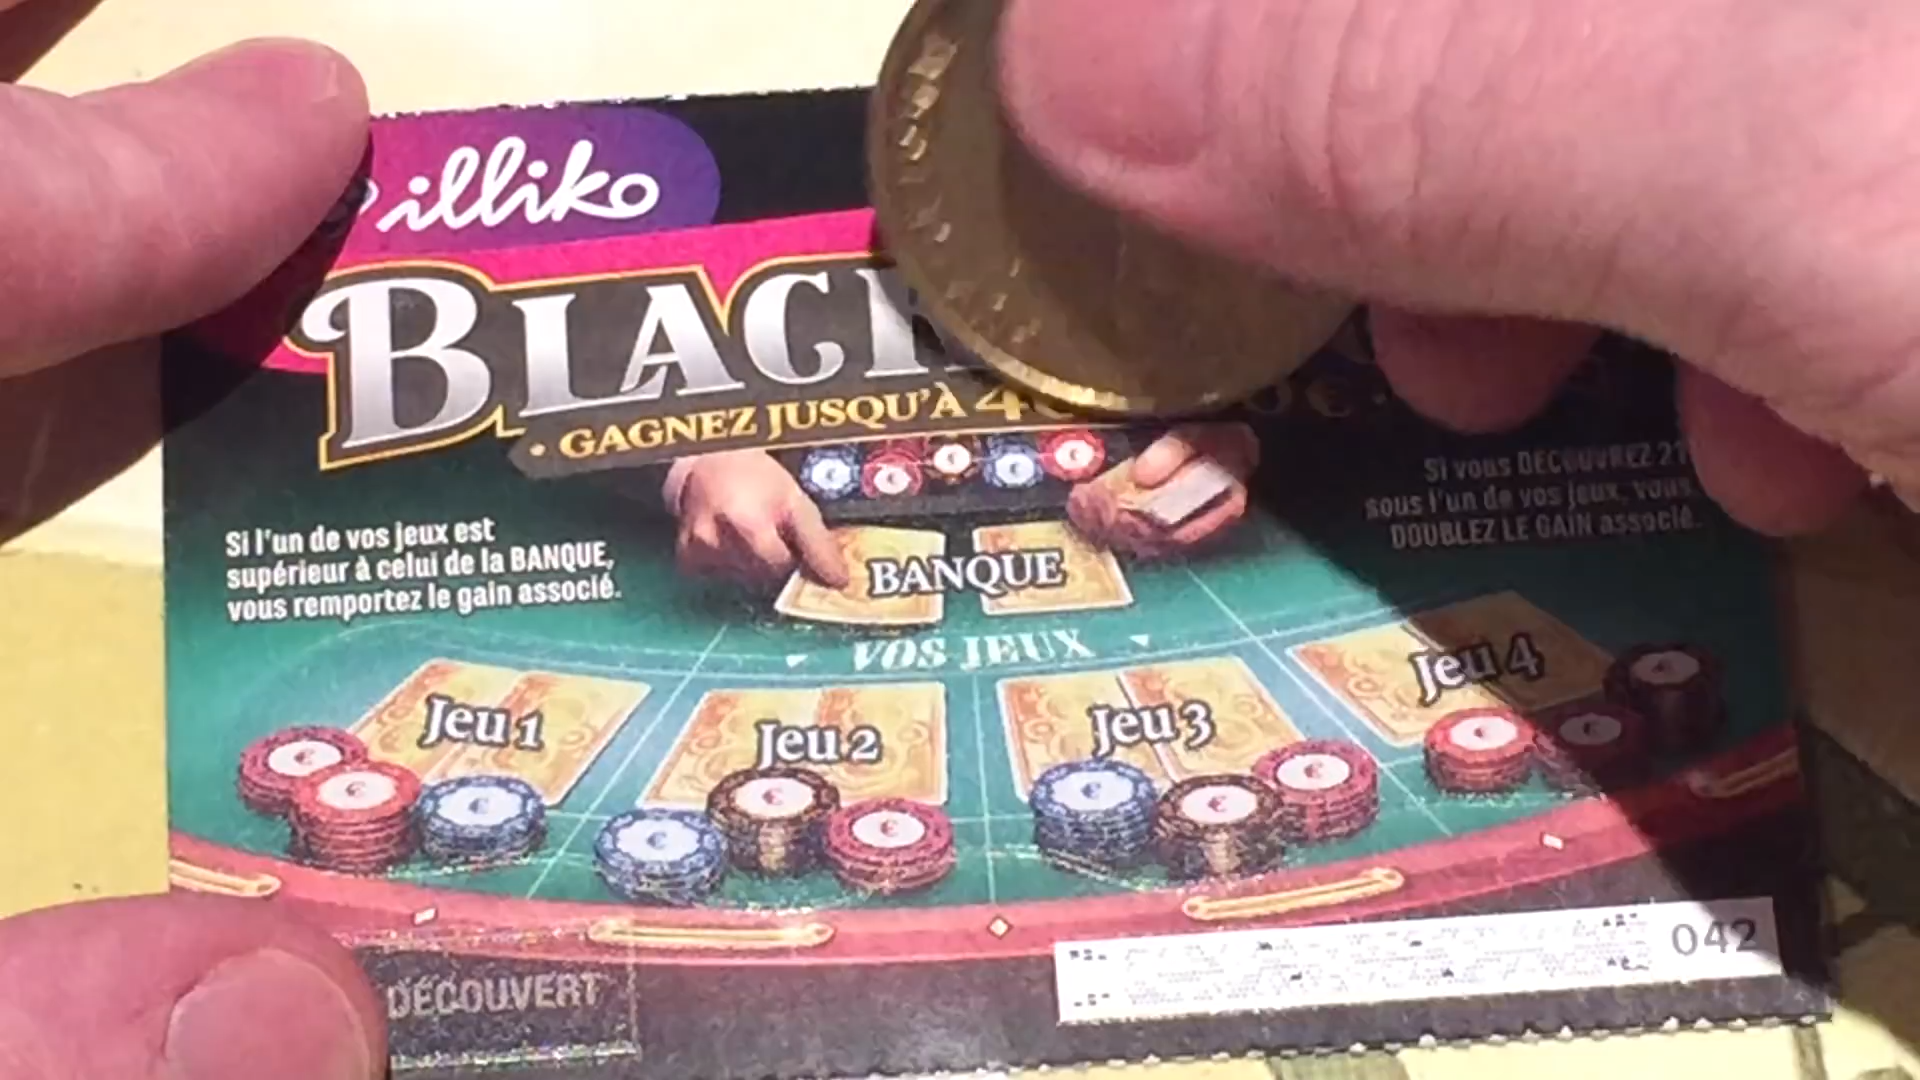 illiko
BLACK
• GAGNEZ JUSQU'À 4
Si vous DÉCOUVREZ 21
sous l'un de vos jeux, vous
DOUBLEZ LE GAIN associé.
Si l'un de vos jeux est
supérieur à celui de la BANQUE,
vous remportez le gain associé.
BANQUE
VOS JEUX
Jeu 1
Jeu 2
Jeu 3
Jeu 4
042
DÉCOUVERT